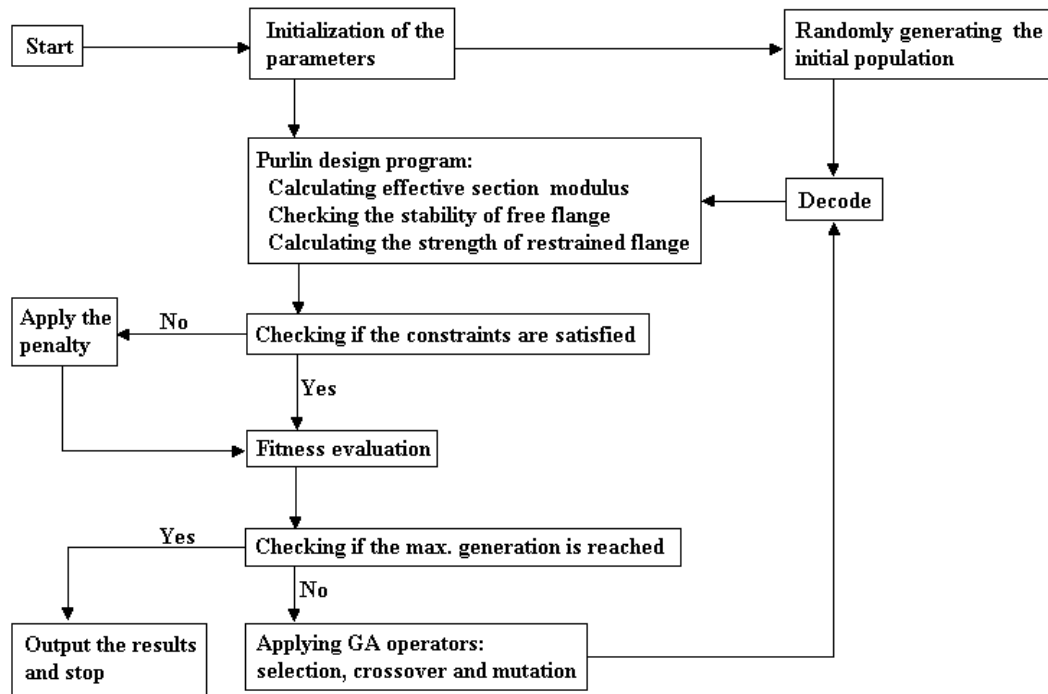 Start
Initialization of the
parameters
Randomly generating the
initial population
Purlin design program:
Calculating effective section modulus
Checking the stability of free flange
Calculating the strength of restrained flange
Decode
Apply the
penalty
No
Checking if the constraints are satisfied
Yes
Fitness evaluation
Yes
Checking if the max. generation is reached
No
Output the results
and stop
Applying GA operators:
selection, crossover and mutation